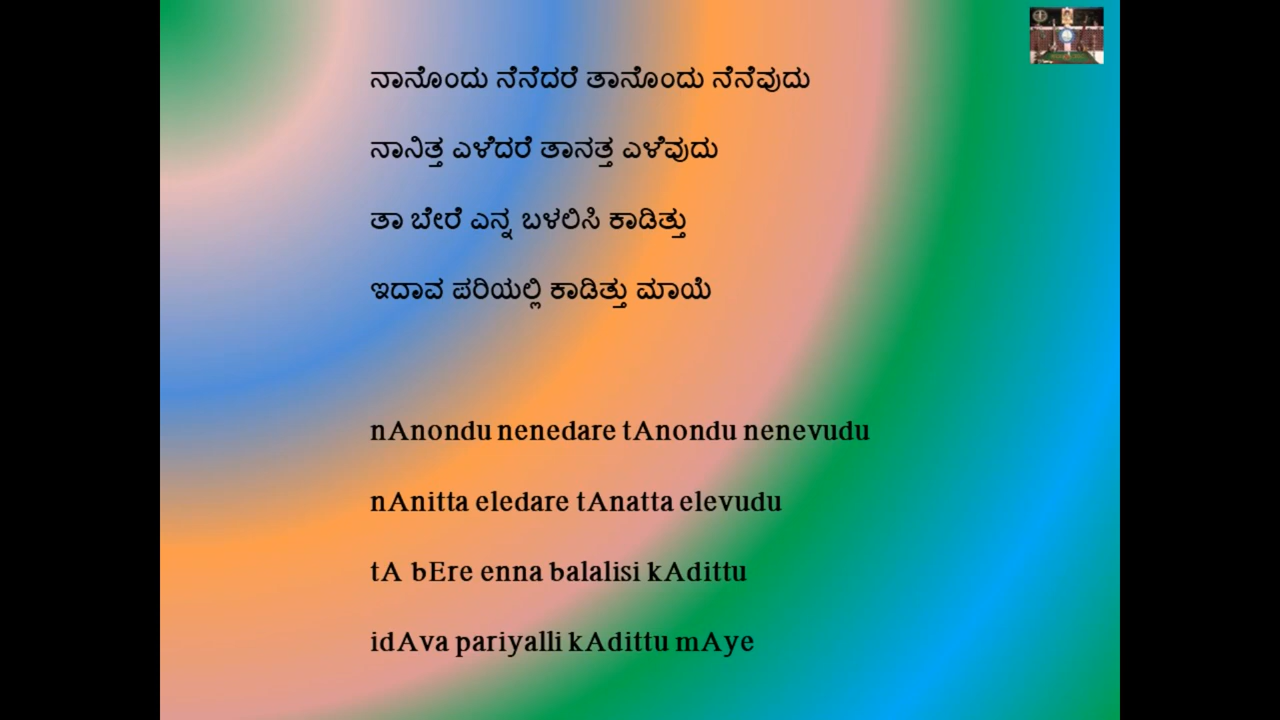 ನಾನೊಂದು ನೆನೆದರೆ ತಾನೊಂದು ನೆನೆವುದು
ನಾನಿತ್ತ ಎಳೆದರೆ ತಾನತ್ತ ಎಳೆವುದು
ತಾ ಬೇರೆ ಎನ್ನ ಬಳಲಿಸಿ ಕಾಡಿತ್ತು
ಇದಾವ ಪರಿಯಲ್ಲಿ ಕಾಡಿತ್ತು ಮಾಯೆ
nAnondu nenedare tAnondu nenevudu
nAnitta eledare tAnatta elevudu
tA bEre enna balalisi kAdittu
idAva pariyalli kAdittu mAye